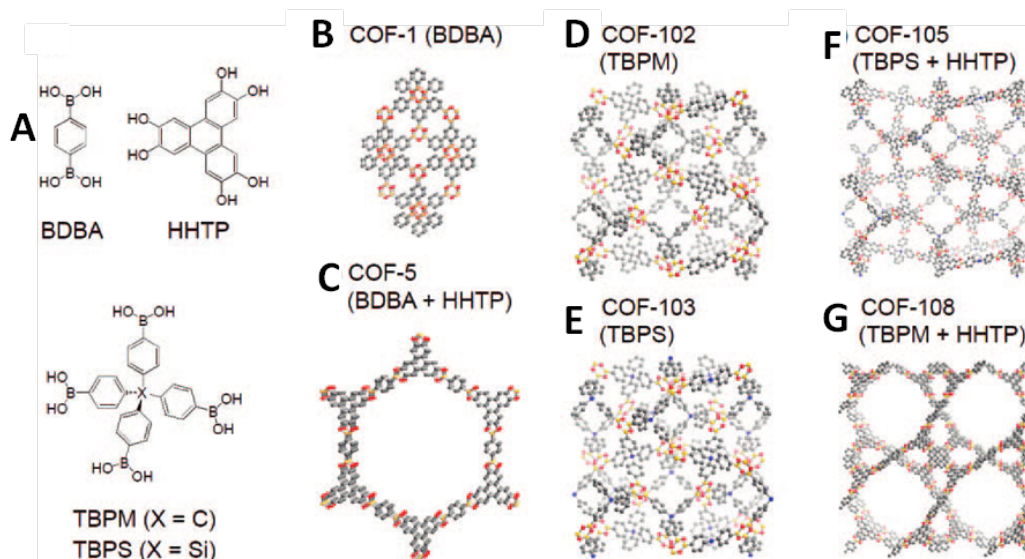 A
HO OH
B
B
HO OH
BDBA
OH
OH
HO
HO
OH
OH
HHTP
HO OH
B
HO
B
HO
X
B
OH
OH
B
HO OH
TBPM (X = C)
TBPS (X = Si)
B COF-1 (BDBA)
C COF-5
(BDBA + HHTP)
D COF-102
(TBPM)
E COF-103
(TBPS)
F COF-105
(TBPS + HHTP)
G COF-108
(TBPM + HHTP)